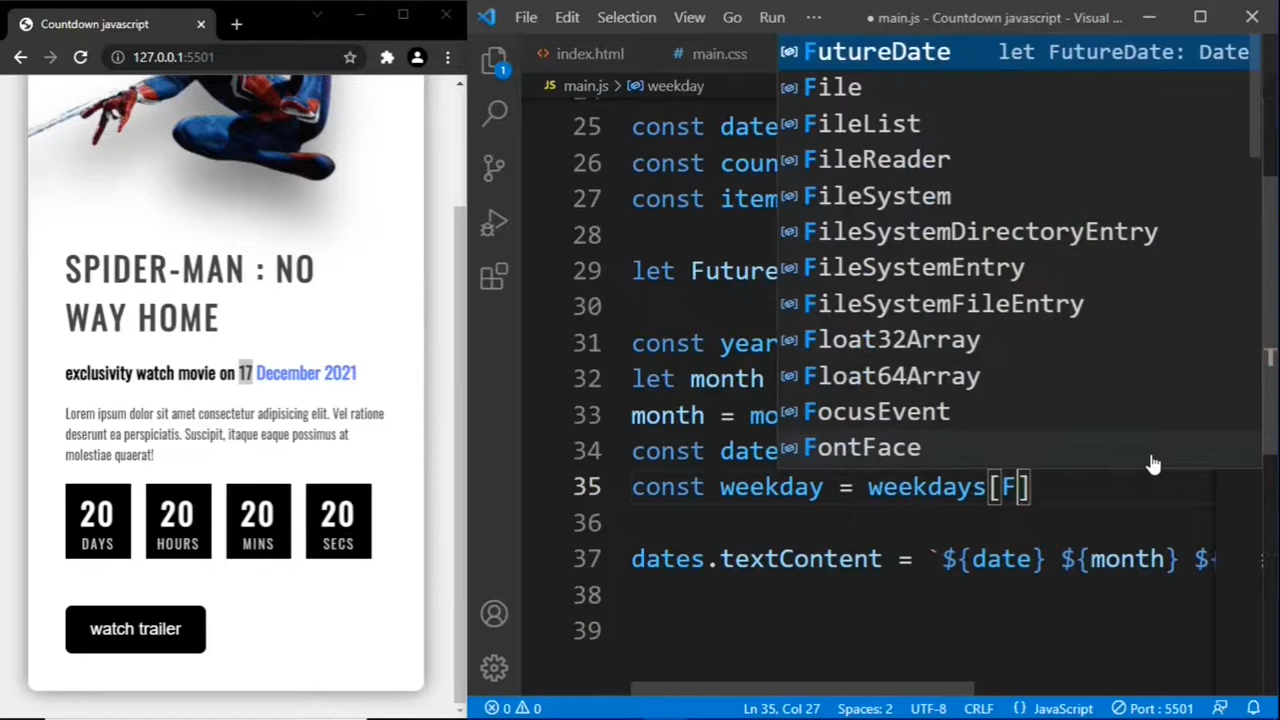 Countdown javascript
127.0.0.1:5501
SPIDER-MAN : NO
WAY HOME
exclusivity watch movie on 17 December 2021
Lorem ipsum dolor sit amet consectetur adipisicing elit. Vel ratione
deserunt ea perspiciatis. Suscipit, itaque eaque possimus at
molestiae quaerat!
20 20 20 20
DAYS HOURS MINS SECS
watch trailer
File Edit Selection View Go Run ··· ● main.js - Countdown javascript - Visual ...
1
<> index.html # main.css
JS main.js > weekday
FutureDate let FutureDate: Date
File
FileList
FileReader
FileSystem
FileSystemDirectoryEntry
FileSystemEntry
FileSystemFileEntry
Float32Array
Float64Array
FocusEvent
FontFace
25 const date
26 const coun
27 const item
28
29 let Future
30
31 const year
32 let month
33 month = mo
34 const date
35 const weekday = weekdays[F]
36
37 dates.textContent = `${date} ${month} ${
38
39
0 0 Ln 35, Col 27 Spaces: 2 UTF-8 CRLF {} JavaScript Port : 5501